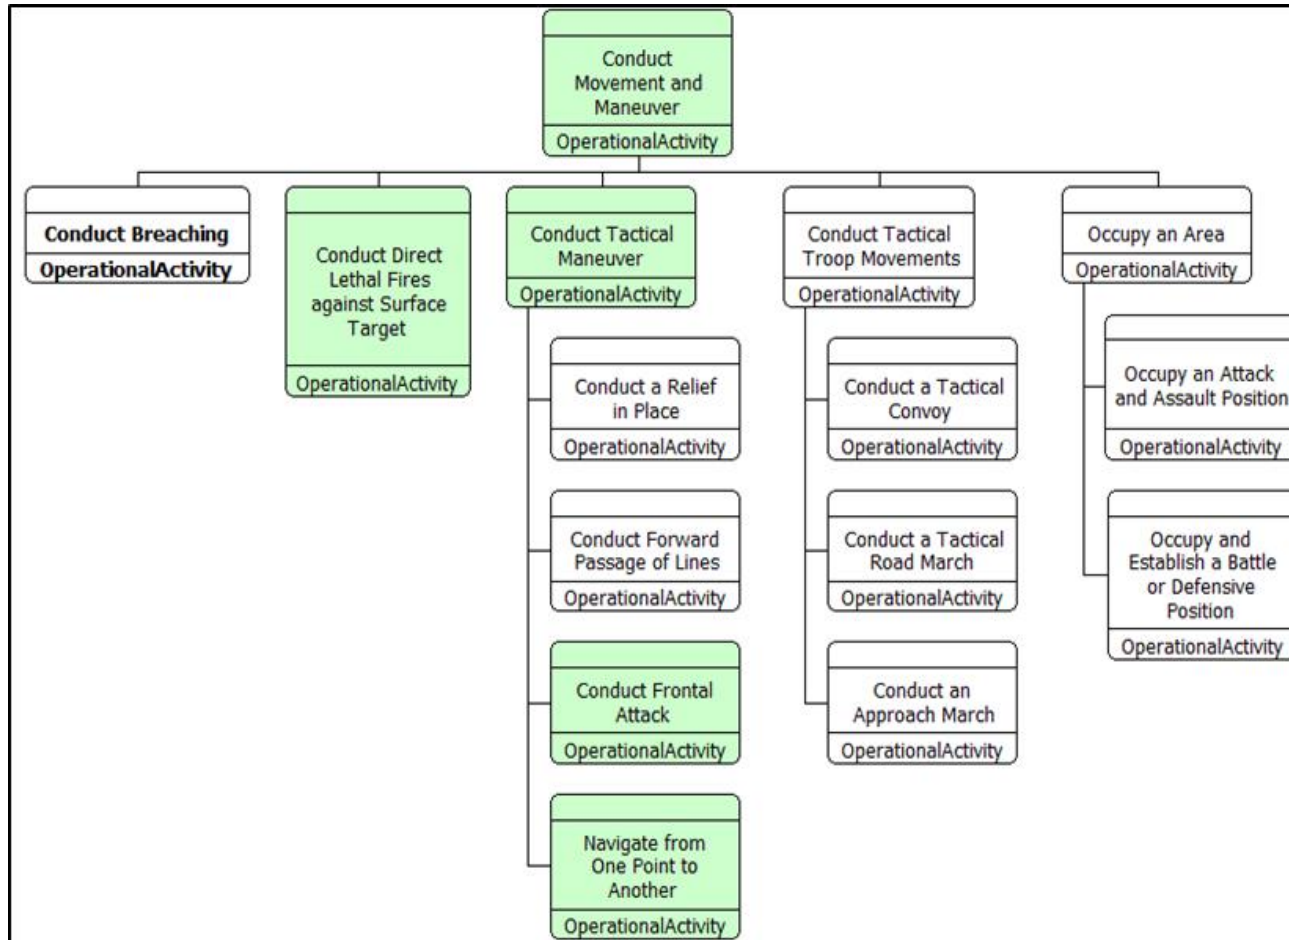 Conduct
Movement and
Maneuver
OperationalActivity
Conduct Breaching
OperationalActivity
Conduct Direct
Lethal Fires
against Surface
Target
OperationalActivity
Conduct Tactical
Maneuver
OperationalActivity
Conduct a Relief
in Place
OperationalActivity
Conduct Forward
Passage of Lines
OperationalActivity
Conduct Frontal
Attack
OperationalActivity
Navigate from
One Point to
Another
OperationalActivity
Conduct Tactical
Troop Movements
OperationalActivity
Conduct a Tactical
Convoy
OperationalActivity
Conduct a Tactical
Road March
OperationalActivity
Conduct an
Approach March
OperationalActivity
Occupy an Area
OperationalActivity
Occupy an Attack
and Assault Position
OperationalActivity
Occupy and
Establish a Battle
or Defensive
Position
OperationalActivity